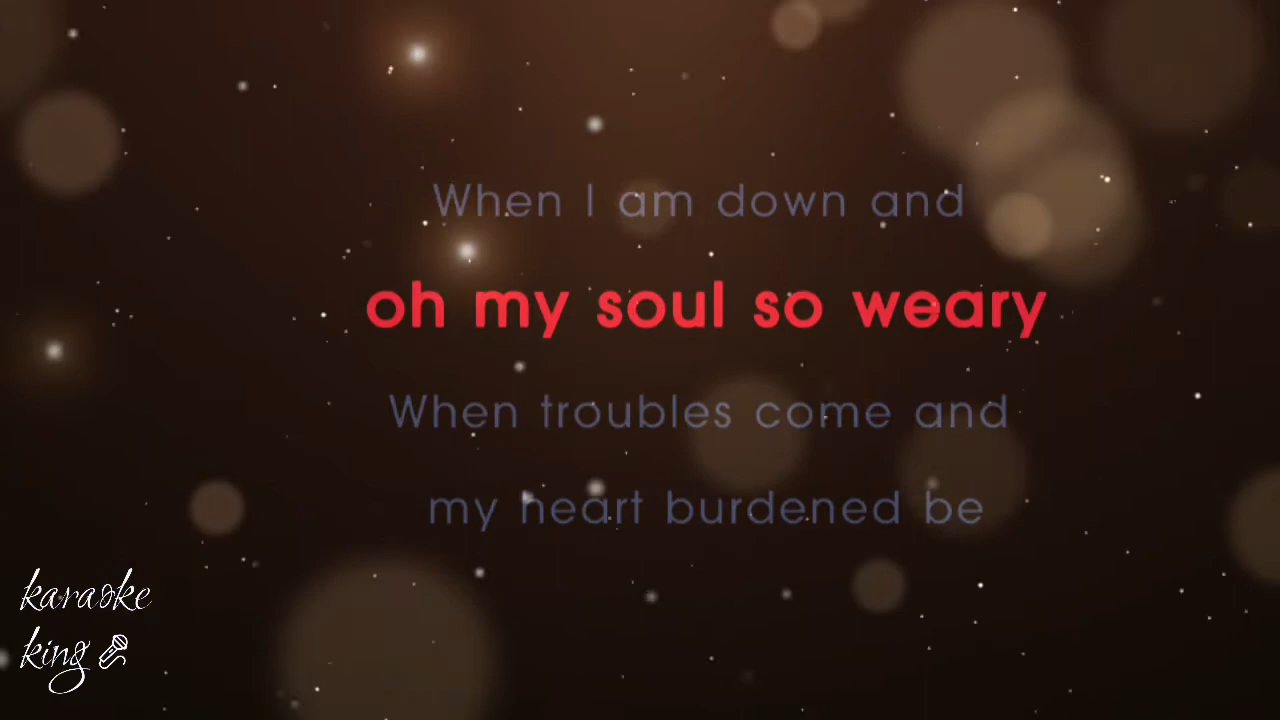 When I am down and
oh my soul so weary
When troubles come and
my heart burdened be
karaoke
king